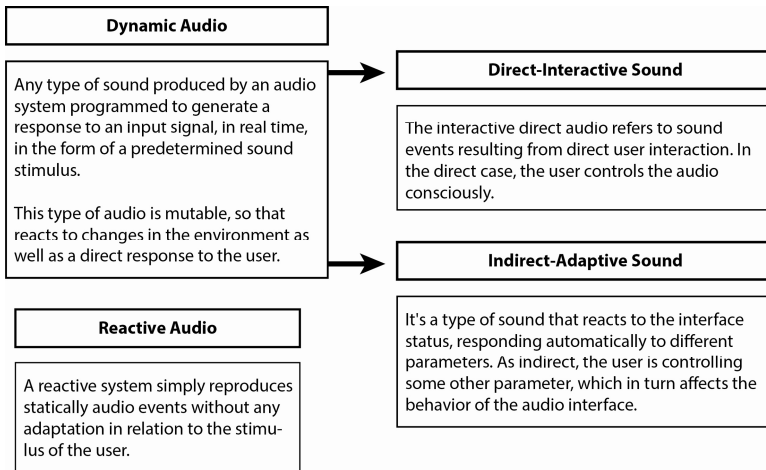 Dynamic Audio
Any type of sound produced by an audio
system programmed to generate a
response to an input signal, in real time,
in the form of a predetermined sound
stimulus.
This type of audio is mutable, so that
reacts to changes in the environment as
well as a direct response to the user.
Direct-Interactive Sound
The interactive direct audio refers to sound
events resulting from direct user interaction. In
the direct case, the user controls the audio
consciously.
Indirect-Adaptive Sound
It's a type of sound that reacts to the interface
status, responding automatically to different
parameters. As indirect, the user is controlling
some other parameter, which in turn affects the
behavior of the audio interface.
Reactive Audio
A reactive system simply reproduces
statically audio events without any
adaptation in relation to the stimu-
lus of the user.